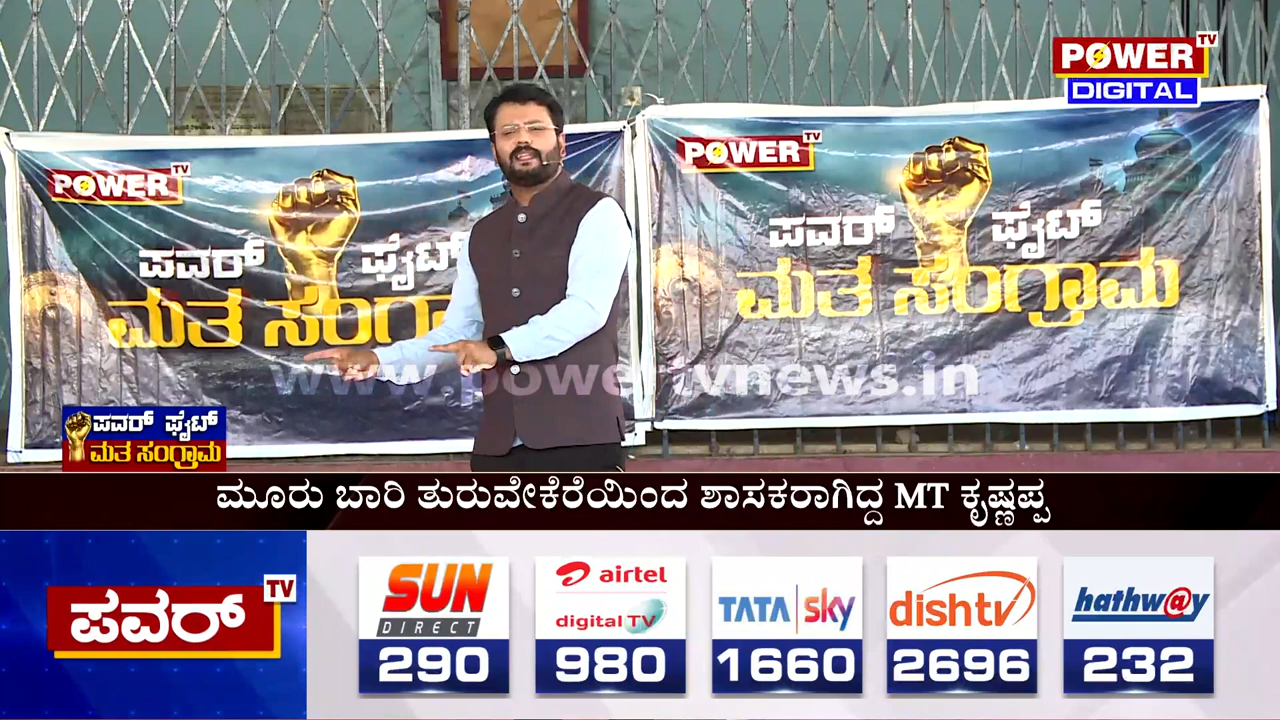 POWER TV
DIGITAL
POWER TV
ಪವರ್ ಫೈಟ್
ಮತ ಸಂಗ್ರಾ
POWER TV
ಪವರ್ ಫೈಟ್
ಮತ ಸಂಗ್ರಾಮ
www.powertvnews.in
ಪವರ್ ಫೈಟ್
ಮತ ಸಂಗ್ರಾಮ
ಮೂರು ಬಾರಿ ತುರುವೇಕೆರೆಯಿಂದ ಶಾಸಕರಾಗಿದ್ದ MT ಕೃಷ್ಣಪ್ಪ
ಪವರ್ TV
SUN
DIRECT
290
airtel
digital TV
980
TATA sky
1660
dishtv
2696
hathw@y
232